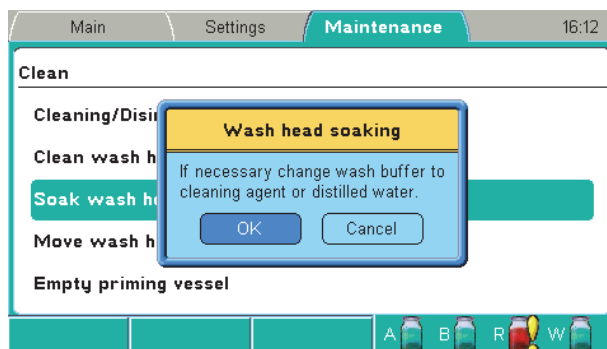 Main Settings Maintenance 16:12
Clean
Cleaning/Disi
Wash head soaking
Clean wash h
If necessary change wash buffer to
cleaning agent or distilled water.
Soak wash he
OK Cancel
Move wash h
Empty priming vessel
A B R W